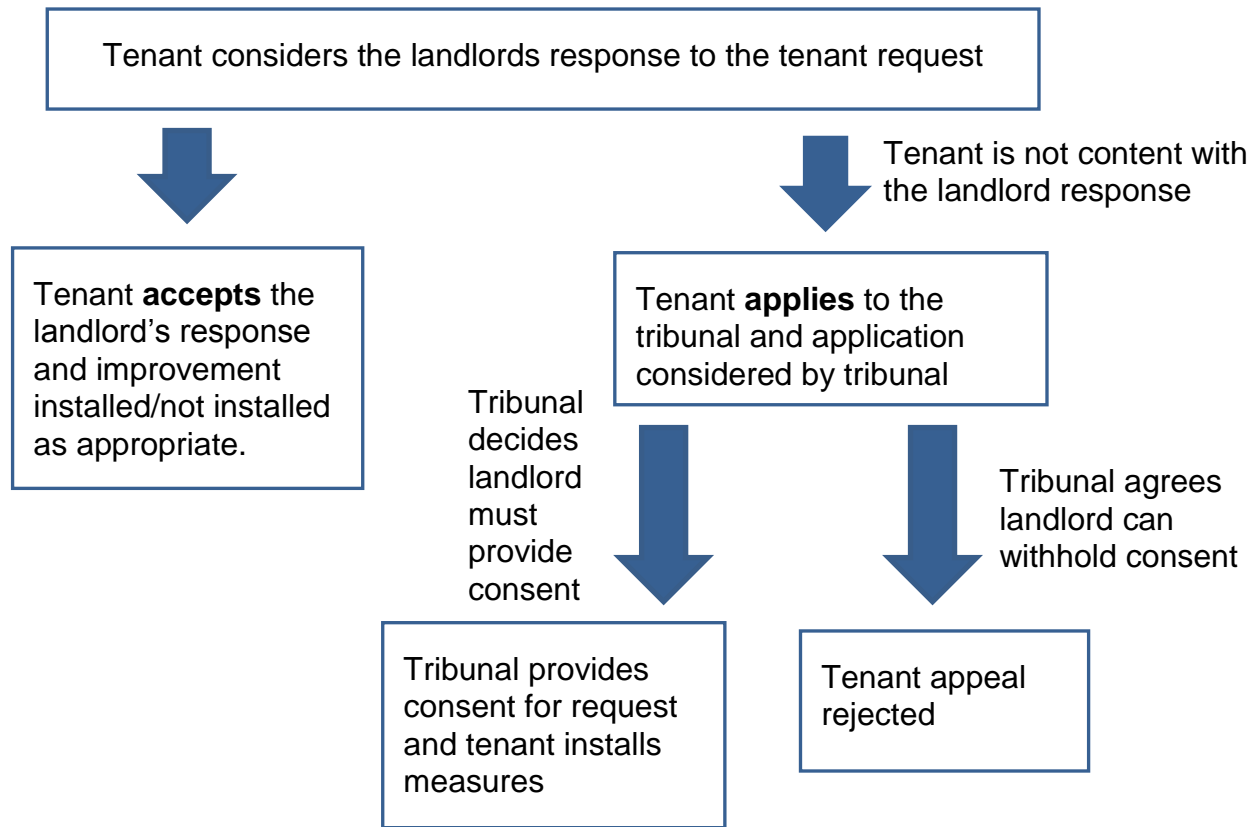 Tenant considers the landlords response to the tenant request
Tenant is not content with
the landlord response
Tenant accepts the
landlord’s response
and improvement
installed/not installed
as appropriate.
Tenant applies to the
tribunal and application
considered by tribunal
Tribunal
decides
landlord
must
provide
consent
Tribunal agrees
landlord can
withhold consent
Tribunal provides
consent for request
and tenant installs
measures
Tenant appeal
rejected